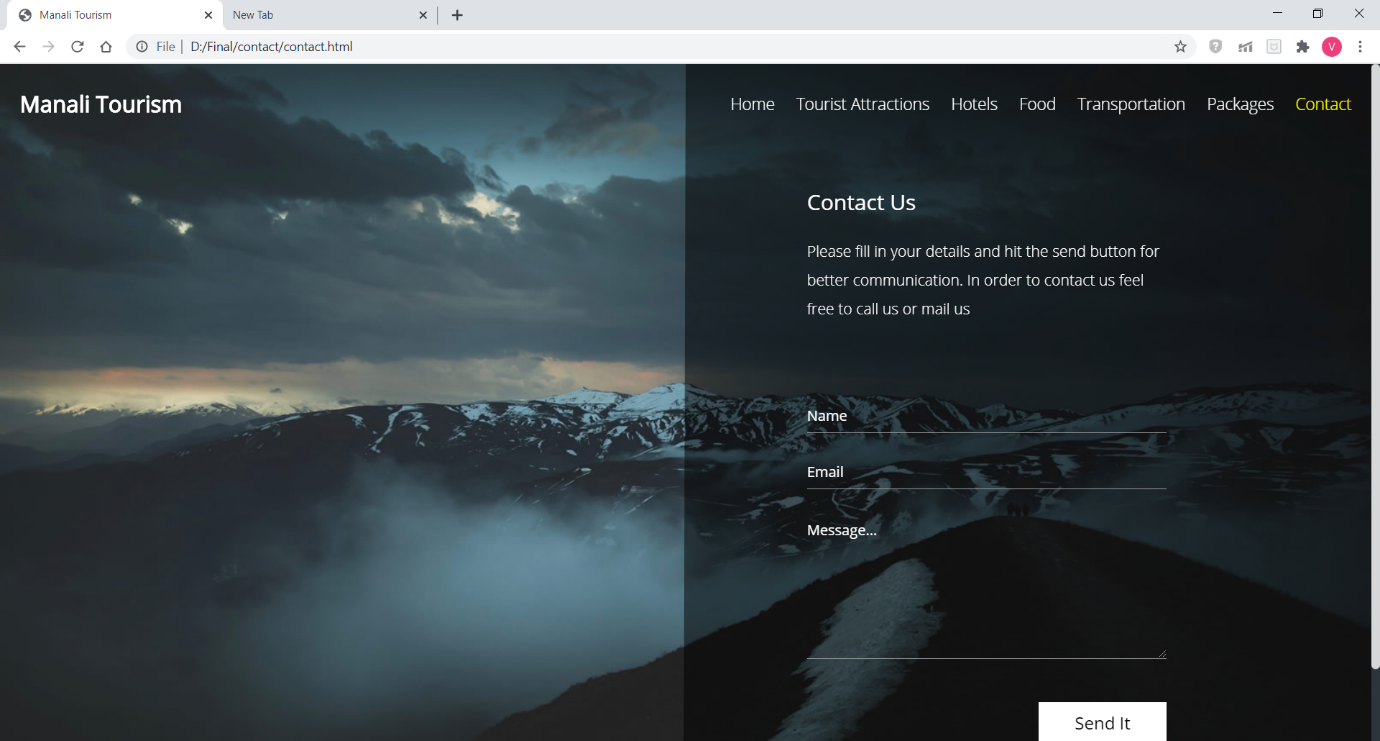 Manali Tourism
New Tab
File | D:/Final/contact/contact.html
V
Manali Tourism
Home Tourist Attractions Hotels Food Transportation Packages Contact
Contact Us
Please fill in your details and hit the send button for
better communication. In order to contact us feel
free to call us or mail us
Name
Email
Message...
Send It